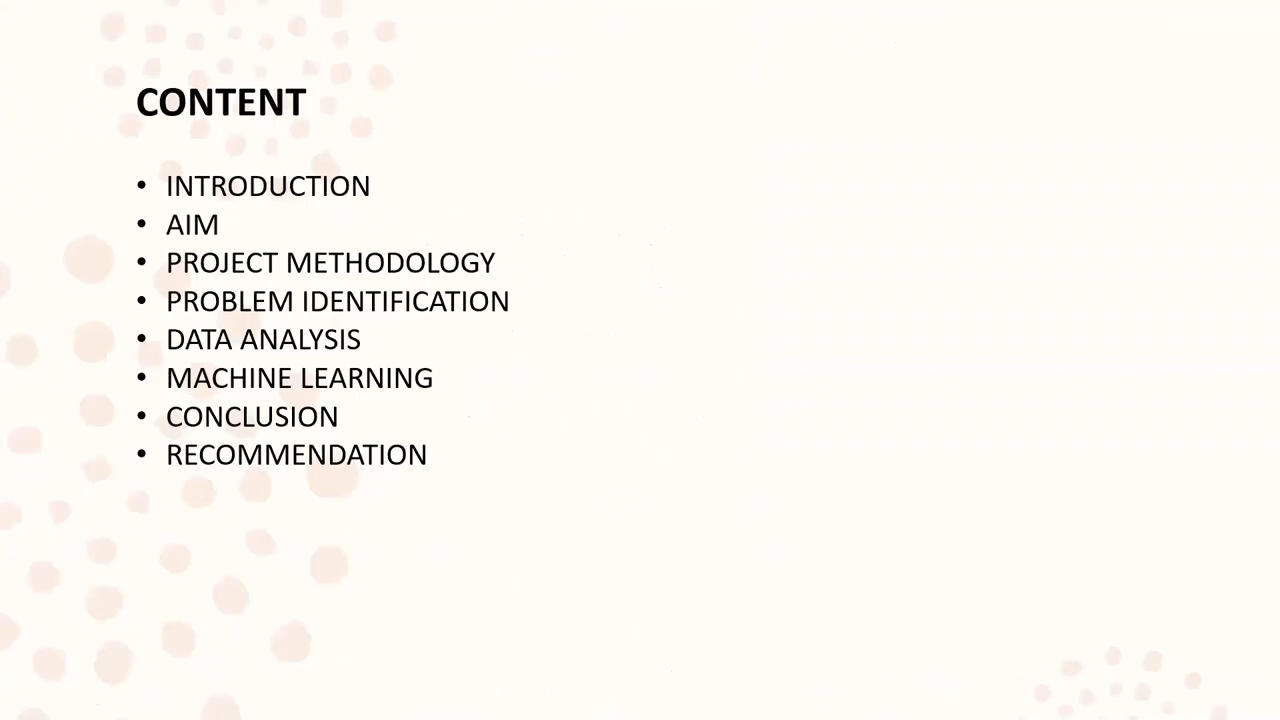 CONTENT
• INTRODUCTION
• AIM
• PROJECT METHODOLOGY
• PROBLEM IDENTIFICATION
• DATA ANALYSIS
• MACHINE LEARNING
• CONCLUSION
• RECOMMENDATION